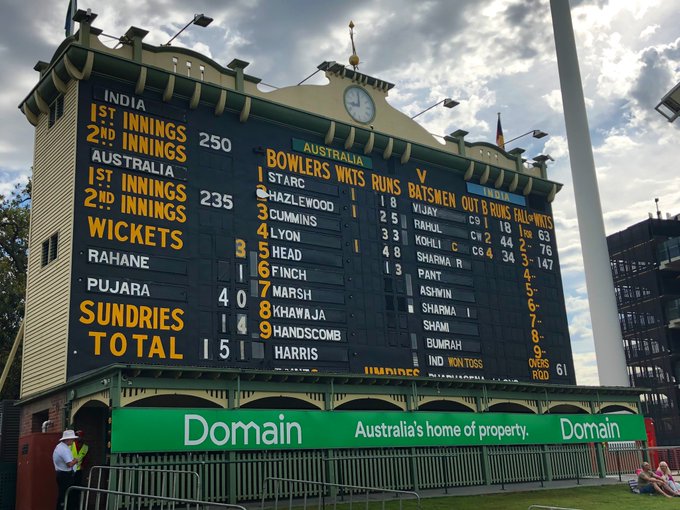 INDIA
1ST INNINGS 250
2ND INNINGS
AUSTRALIA
1ST INNINGS 235
2ND INNINGS
WICKETS 3
RAHANE 1
PUJARA 40
SUNDRIES 14
TOTAL 151
AUSTRALIA V INDIA
BOWLERS WKTS RUNS BATSMEN OUT B RUNS FALL OF WKTS
1 STARC 1 18 VIJAY C9 1 18 1 FOR 63
2 HAZLEWOOD 1 25 RAHUL C9 2 44 2 76
3 CUMMINS 33 KOHLI C C6 4 34 3 147
4 LYON 1 48 SHARMA R 4
5 HEAD 13 PANT 5
6 FINCH ASHWIN 6
7 MARSH SHARMA 7
8 KHAWAJA SHAMI 8
9 HANDSCOMB BUMRAH 9
HARRIS IND WON TOSS OVERS
UMPIRES RQD 61
Domain Australia's home of property. Domain